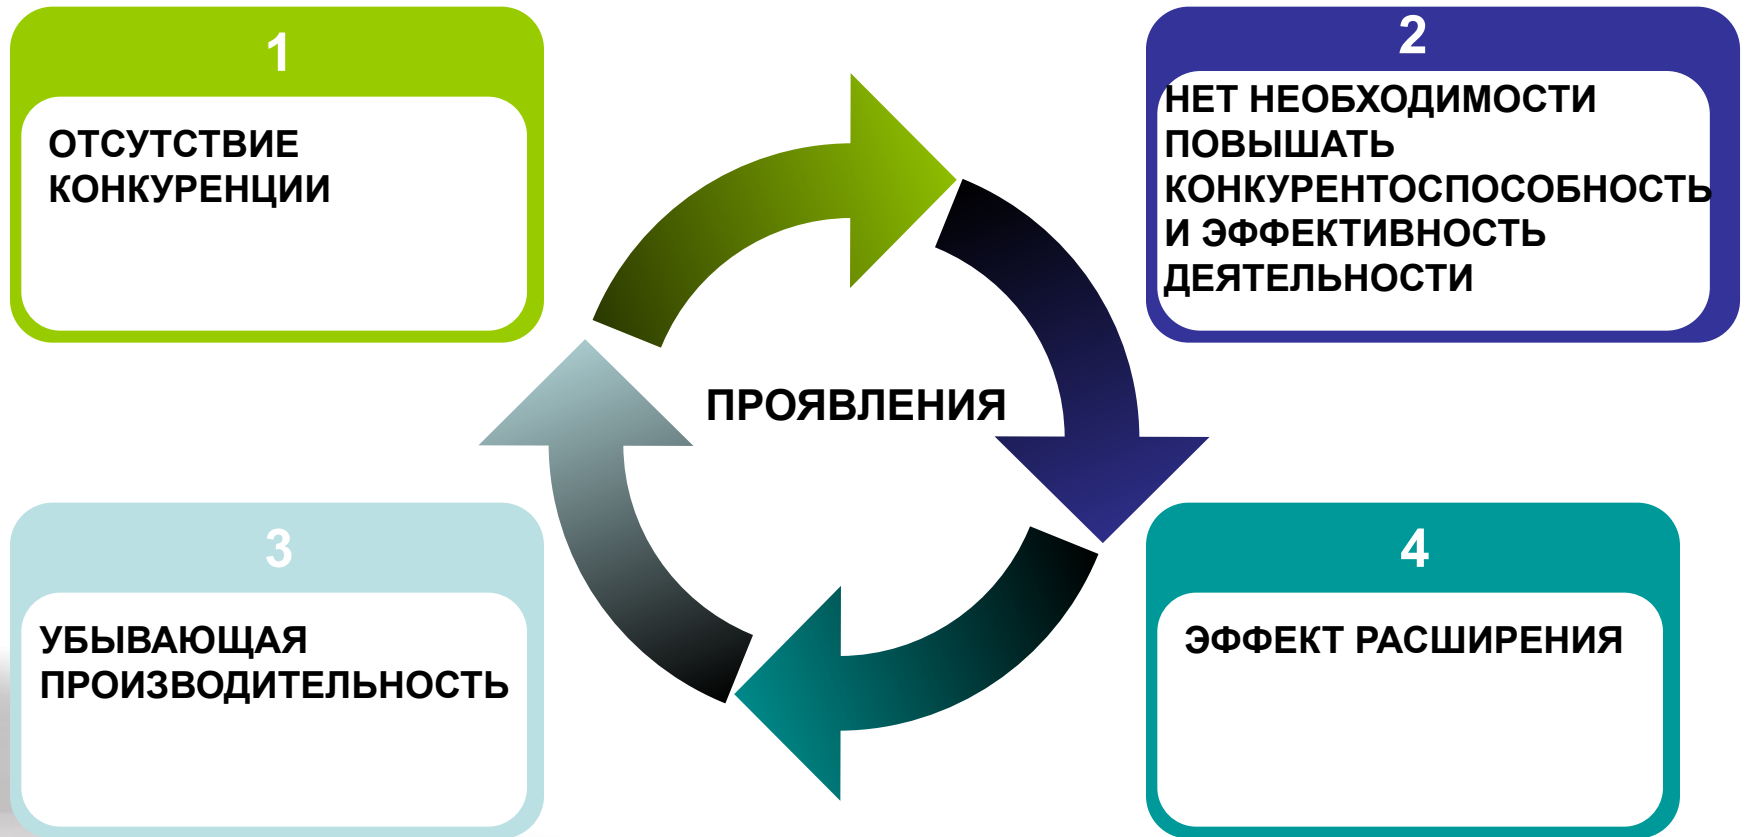 1
ОТСУТСТВИЕ
КОНКУРЕНЦИИ
2
НЕТ НЕОБХОДИМОСТИ
ПОВЫШАТЬ
КОНКУРЕНТОСПОСОБНОСТЬ
И ЭФФЕКТИВНОСТЬ
ДЕЯТЕЛЬНОСТИ
ПРОЯВЛЕНИЯ
3
УБЫВАЮЩАЯ
ПРОИЗВОДИТЕЛЬНОСТЬ
4
ЭФФЕКТ РАСШИРЕНИЯ